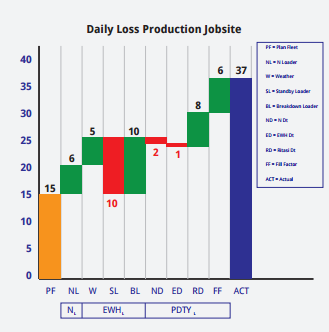 Daily Loss Production Jobsite
PF = Plan Fleet
NL = N Loader
W = Weather
SL = Standby Loader
BL = Breakdown Loader
ND = N Dt
ED = EWH Dt
RD = Ritasi Dt
FF = Fill Factor
ACT = Actual
40
35
30
25
20
15
10
5
0
15
6
5
10
10
2
1
8
6
37
PF NL W SL BL ND ED RD FF ACT
NL EWHL PDTYL